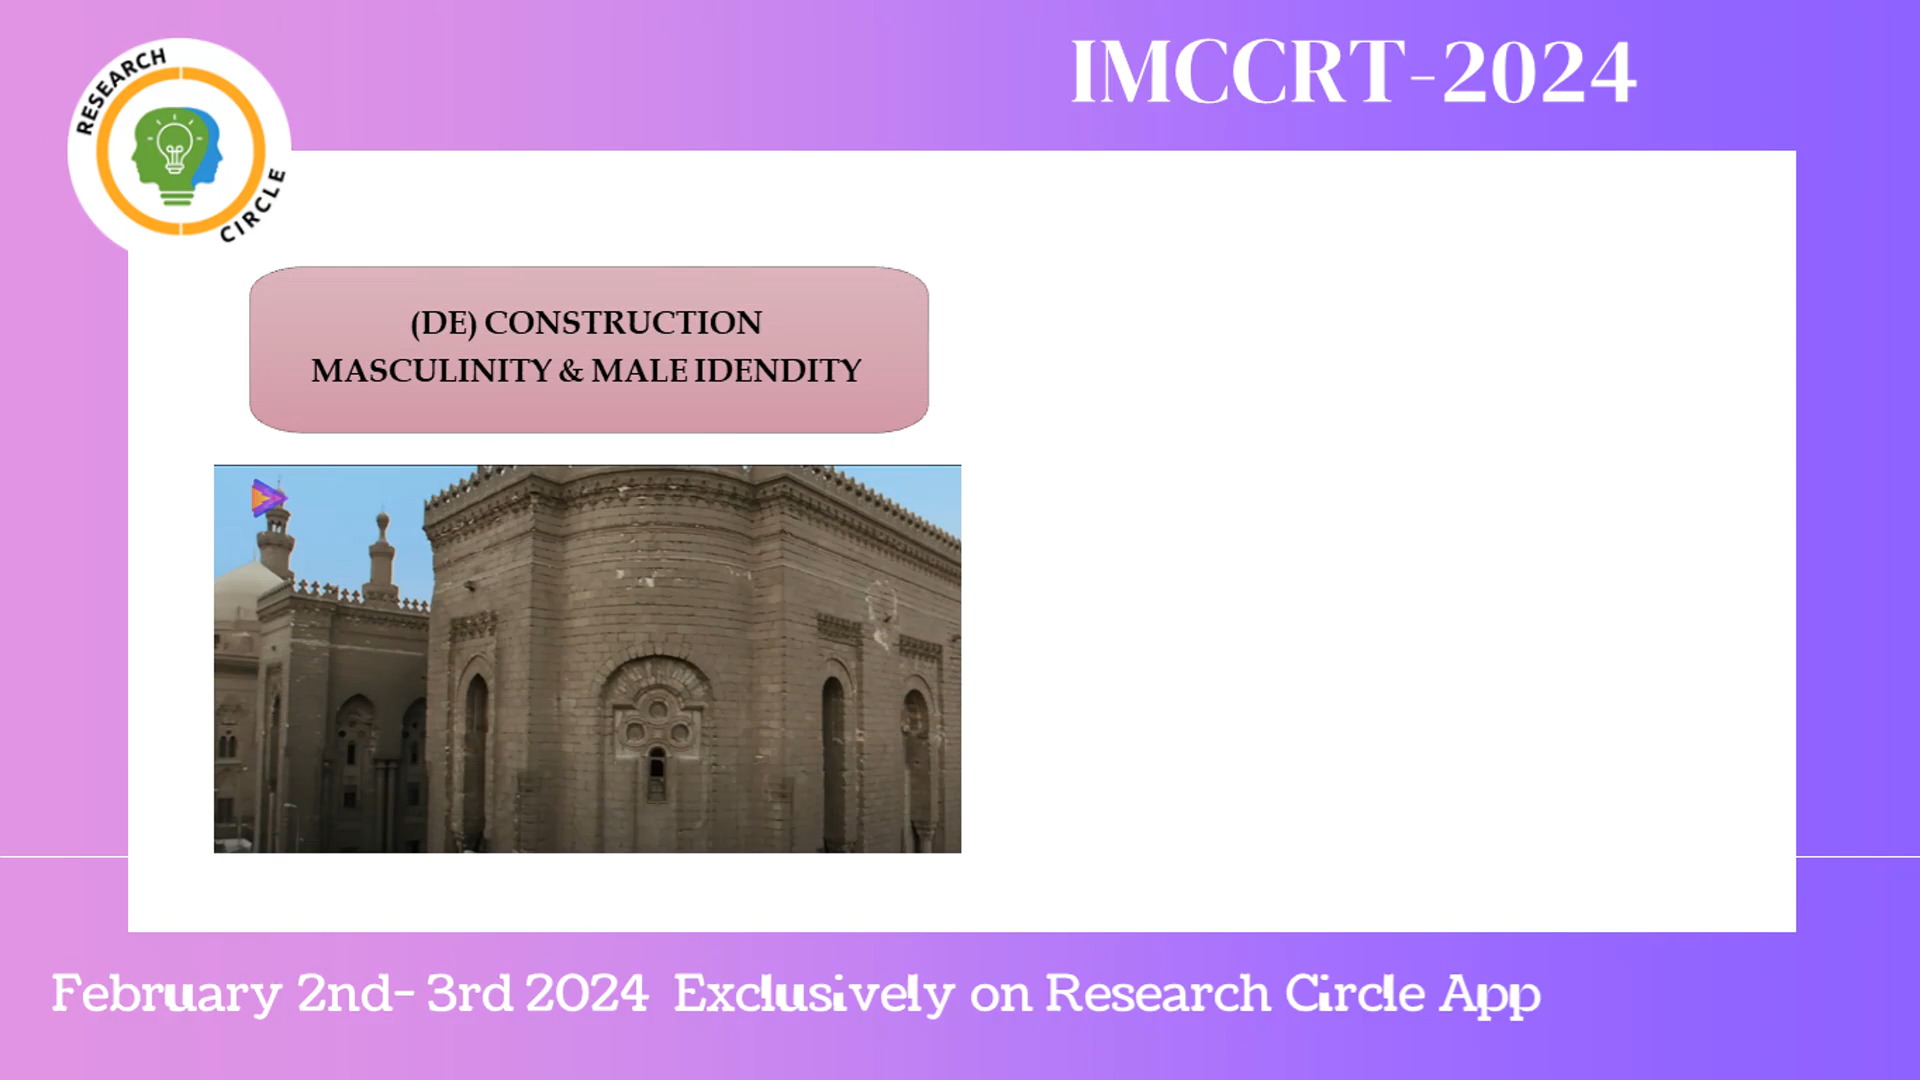 RESEARCH
CIRCLE
IMCCRT-2024
(DE) CONSTRUCTION
MASCULINITY & MALE IDENDITY
February 2nd- 3rd 2024 Exclusively on Research Circle App